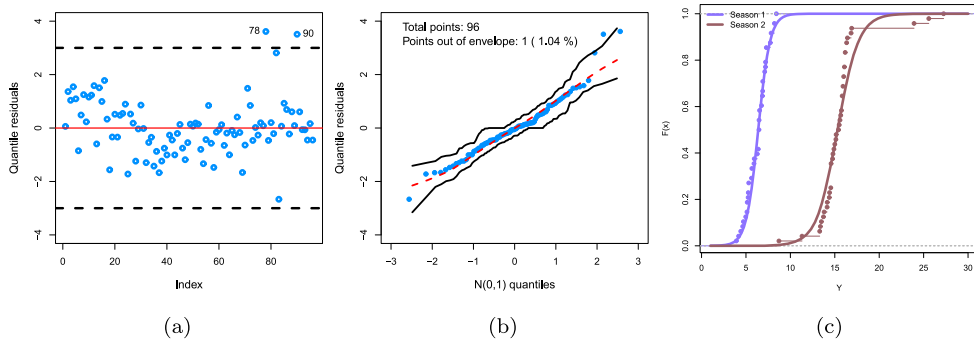 78
90
Quantile residuals
4
2
0
−2
−4
0
20
40
60
80
Index
(a)
Total points: 96
Points out of envelope: 1 ( 1.04 %)
Quantile residuals
4
2
0
−2
−4
−3
−2
−1
0
1
2
3
N(0,1) quantiles
(b)
Season 1
Season 2
F(x)
1.0
0.8
0.6
0.4
0.2
0.0
0
5
10
15
20
25
30
Y
(c)